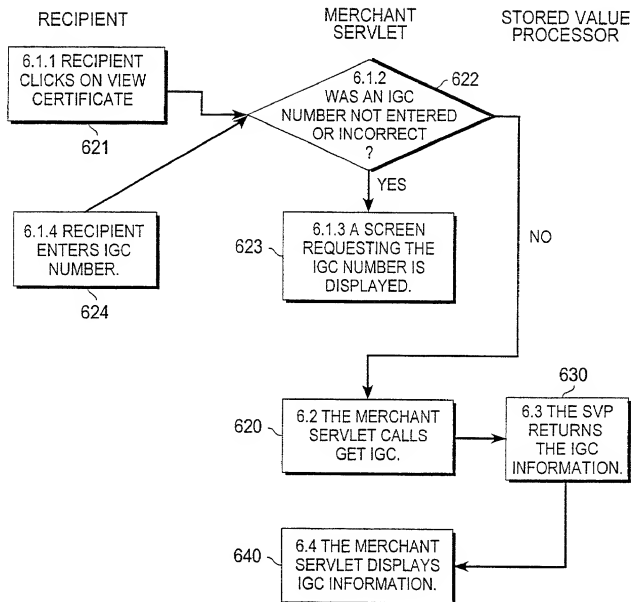 RECIPIENT
MERCHANT
SERVLET
STORED VALUE
PROCESSOR
6.1.1 RECIPIENT
CLICKS ON VIEW
CERTIFICATE
621
6.1.2
WAS AN IGC
NUMBER NOT ENTERED
OR INCORRECT
?
622
YES
NO
6.1.4 RECIPIENT
ENTERS IGC
NUMBER.
624
6.1.3 A SCREEN
REQUESTING THE
IGC NUMBER IS
DISPLAYED.
623
6.2 THE MERCHANT
SERVLET CALLS
GET IGC.
620
630
6.3 THE SVP
RETURNS
THE IGC
INFORMATION.
6.4 THE MERCHANT
SERVLET DISPLAYS
IGC INFORMATION.
640